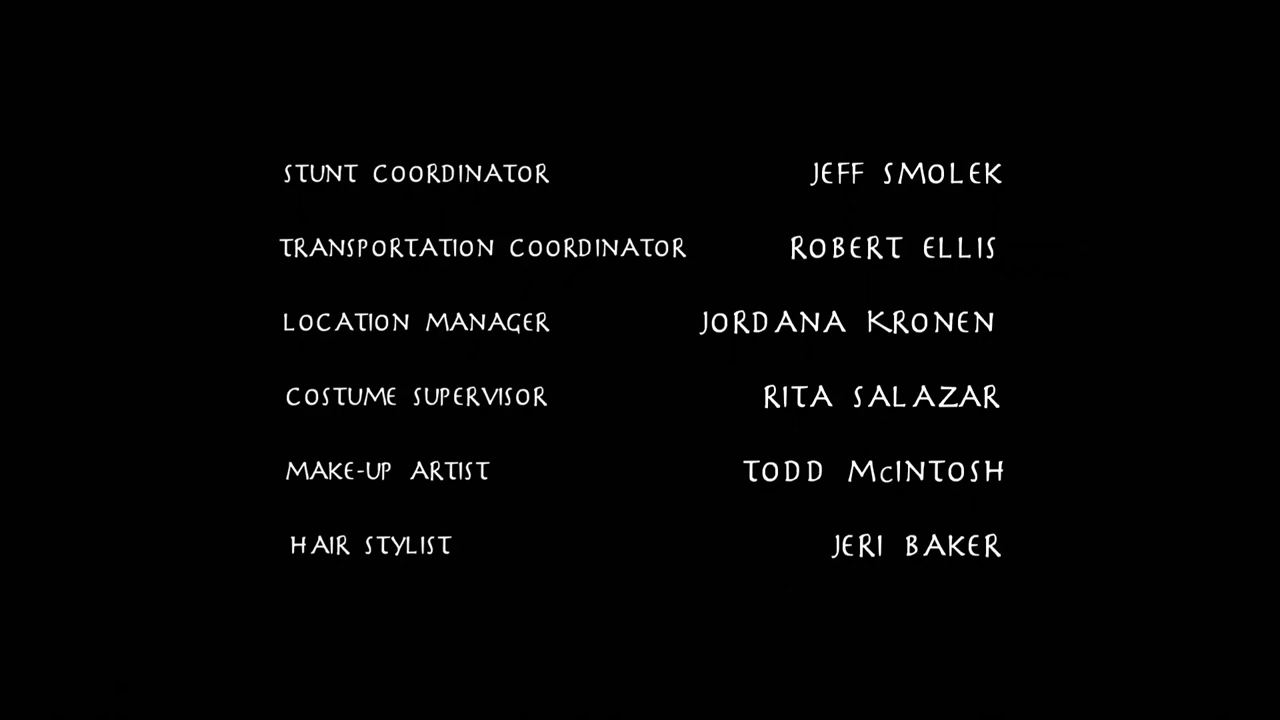 STUNT COORDINATOR JEFF SMOLEK
TRANSPORTATION COORDINATOR ROBERT ELLIS
LOCATION MANAGER JORDANA KRONEN
COSTUME SUPERVISOR RITA SALAZAR
MAKE-UP ARTIST TODD McINTOSH
HAIR STYLIST JERI BAKER